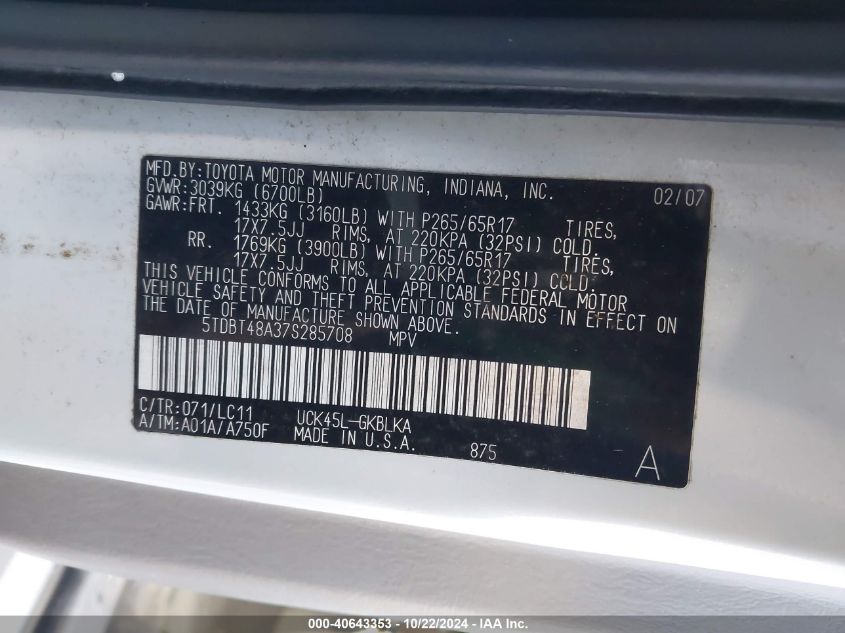 MFD.BY:TOYOTA MOTOR MANUFACTURING, INDIANA, INC. 02/07
GVWR:3039KG (6700LB)
GAWR:FRT. 1433KG (3160LB) WITH P265/65R17 TIRES,
17X7.5JJ RIMS, AT 220KPA (32PSI) COLD.
RR. 1769KG (3900LB) WITH P265/65R17 TIRES,
17X7.5JJ RIMS, AT 220KPA (32PSI) COLD.
THIS VEHICLE CONFORMS TO ALL APPLICABLE FEDERAL MOTOR
VEHICLE SAFETY AND THEFT PREVENTION STANDARDS IN EFFECT ON
THE DATE OF MANUFACTURE SHOWN ABOVE.
5TDBT48A37S285708 MPV
C/TR:071/LC11 UCK45L-GKBLKA
A/TM:A01A/A750F MADE IN U.S.A. 875 A
000-40643353 - 10/22/2024 - IAA Inc.